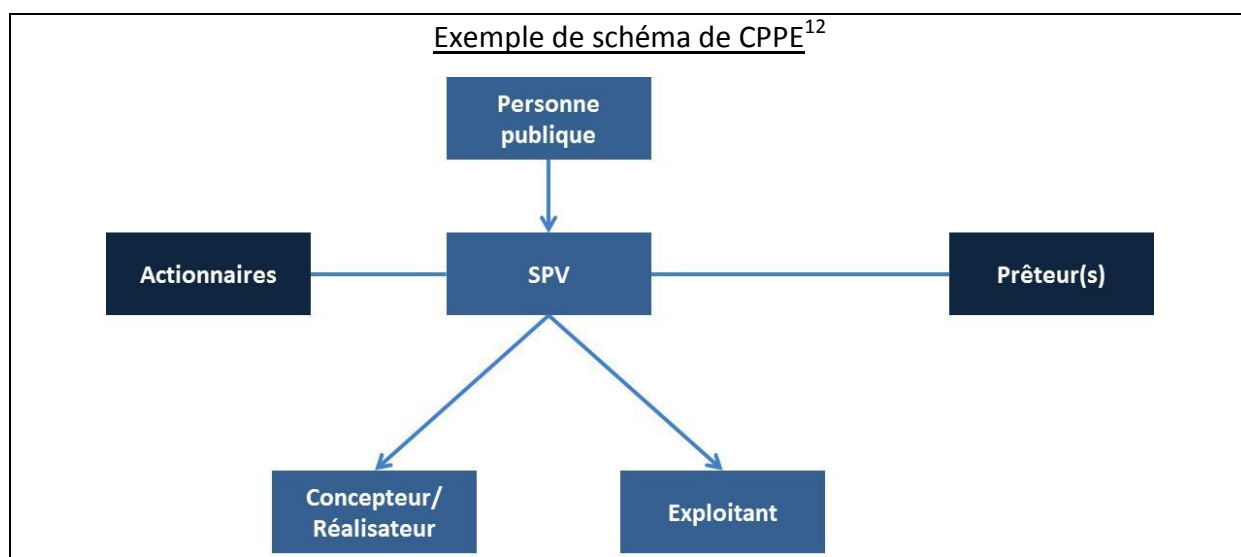 Exemple de schéma de CPPE12
Personne
publique
Actionnaires
SPV
Prêteur(s)
Concepteur/
Réalisateur
Exploitant